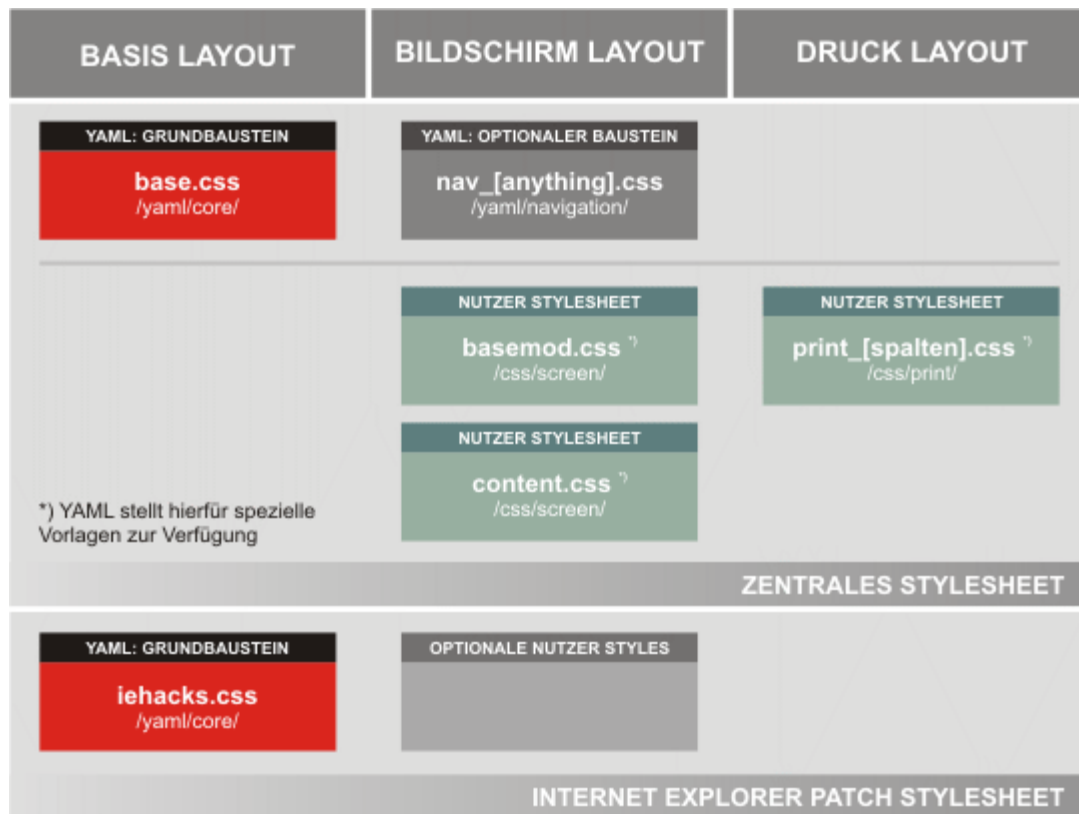 BASIS LAYOUT
BILDSCHIRM LAYOUT
DRUCK LAYOUT
YAML: GRUNDBAUSTEIN
base.css
/yaml/core/
YAML: OPTIONALER BAUSTEIN
nav_[anything].css
/yaml/navigation/
NUTZER STYLESHEET
basemod.css *)
/css/screen/
NUTZER STYLESHEET
print_[spalten].css *)
/css/print/
NUTZER STYLESHEET
content.css *)
/css/screen/
*) YAML stellt hierfür spezielle
Vorlagen zur Verfügung
ZENTRALES STYLESHEET
YAML: GRUNDBAUSTEIN
iehacks.css
/yaml/core/
OPTIONALE NUTZER STYLES
INTERNET EXPLORER PATCH STYLESHEET